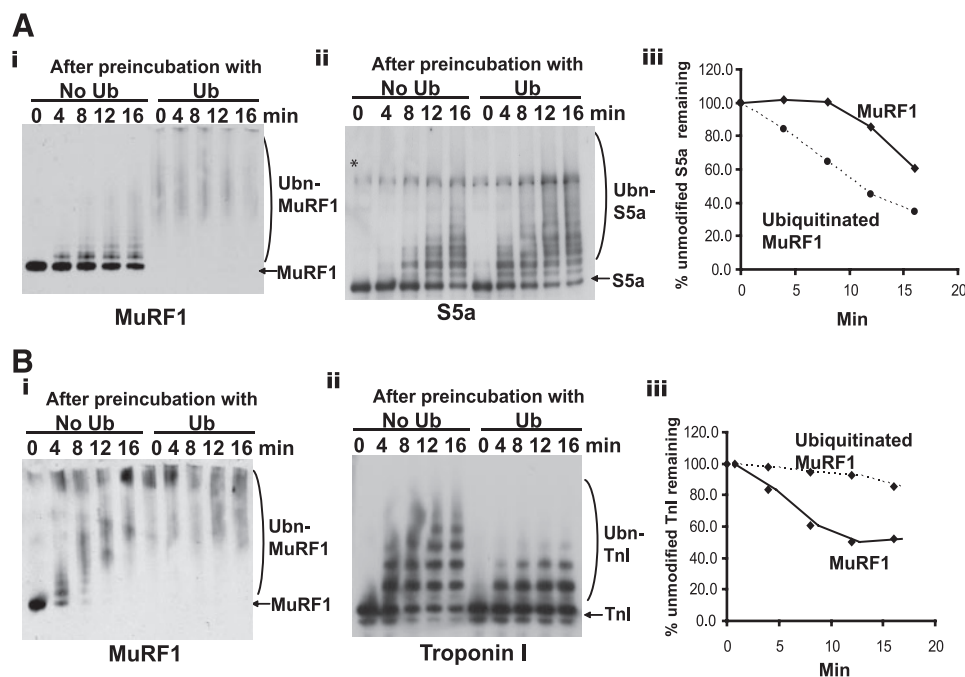 A
i
After preincubation with
No Ub Ub
0 4 8 12 16 0 4 8 12 16 min
Ubn-
MuRF1
MuRF1
MuRF1
ii
After preincubation with
No Ub Ub
0 4 8 12 16 0 4 8 12 16 min
*
Ubn-
S5a
S5a
S5a
iii
% unmodified S5a remaining
120.0
100.0
80.0
60.0
40.0
20.0
0.0
MuRF1
Ubiquitinated
MuRF1
0 5 10 15 20
Min
B
i
After preincubation with
No Ub Ub
0 4 8 12 16 0 4 8 12 16 min
Ubn-
MuRF1
MuRF1
MuRF1
ii
After preincubation with
No Ub Ub
0 4 8 12 16 0 4 8 12 16 min
Ubn-
TnI
TnI
Troponin I
iii
% unmodified TnI remaining
120.0
100.0
80.0
60.0
40.0
20.0
0.0
Ubiquitinated
MuRF1
MuRF1
0 5 10 15 20
Min